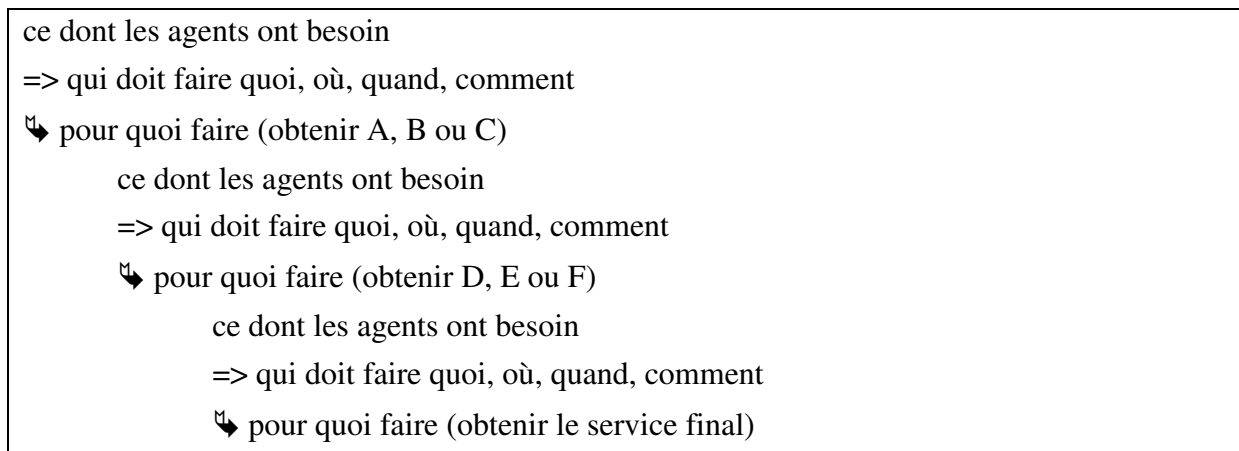 ce dont les agents ont besoin
=> qui doit faire quoi, où, quand, comment
↳ pour quoi faire (obtenir A, B ou C)
ce dont les agents ont besoin
=> qui doit faire quoi, où, quand, comment
↳ pour quoi faire (obtenir D, E ou F)
ce dont les agents ont besoin
=> qui doit faire quoi, où, quand, comment
↳ pour quoi faire (obtenir le service final)